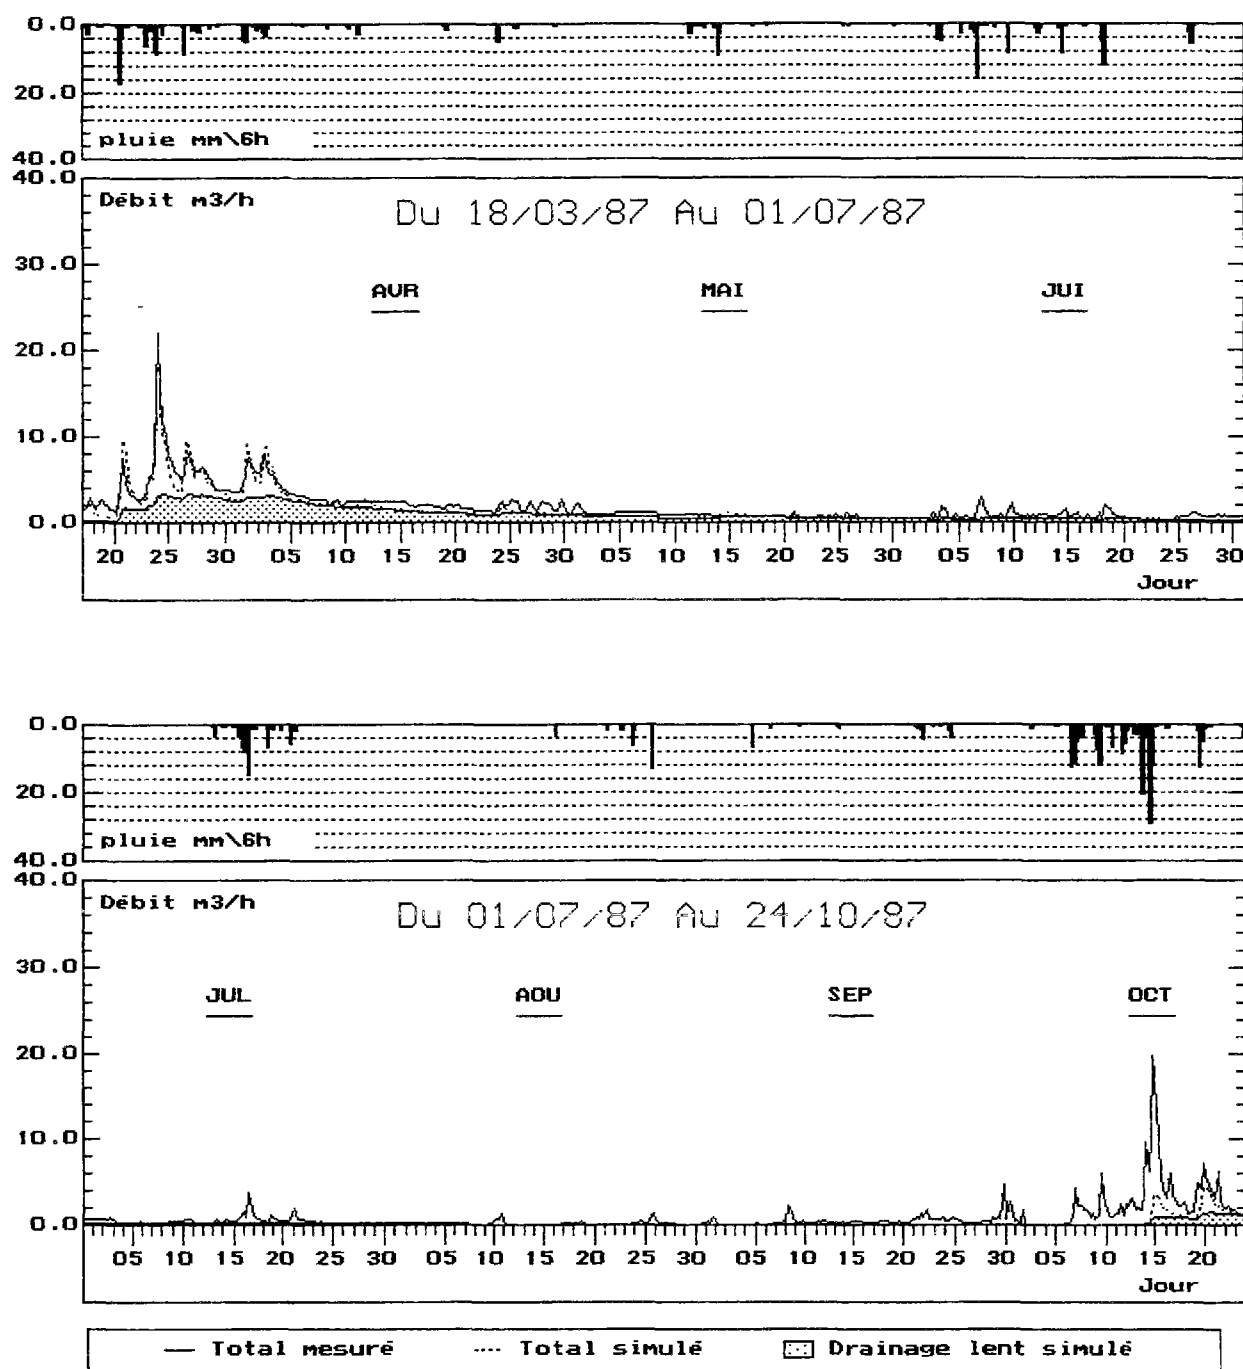 0.0
20.0
pluie mm\6h
40.0
40.0
Débit m3/h
Du 18/03/87 Au 01/07/87
30.0
AVR MAI JUI
20.0
10.0
0.0
20 25 30 05 10 15 20 25 30 05 10 15 20 25 30 05 10 15 20 25 30
Jour
0.0
20.0
pluie mm\6h
40.0
40.0
Débit m3/h
Du 01/07/87 Au 24/10/87
30.0
JUL AOU SEP OCT
20.0
10.0
0.0
05 10 15 20 25 30 05 10 15 20 25 30 05 10 15 20 25 30 05 10 15 20
Jour
Total mesuré Total simulé Drainage lent simulé